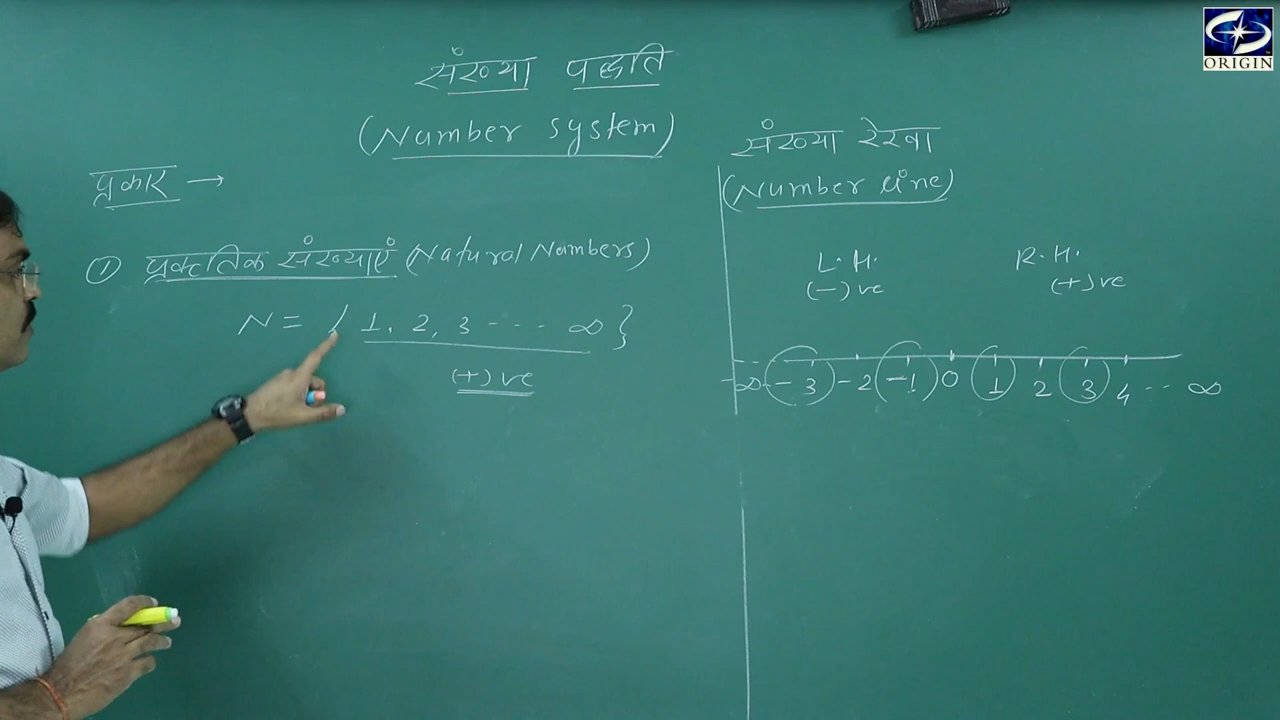 संख्या पद्धति
(Number system)
प्रकार →
① प्रकृतिक संख्याएं (Natural Numbers)
N = { 1, 2, 3 --- ∞ }
(+)ve
संख्या रेखा
(Number line)
L.H. R.H.
(-)ve (+)ve
-∞ -3 -2 -1 0 1 2 3 4 -- ∞
ORIGIN